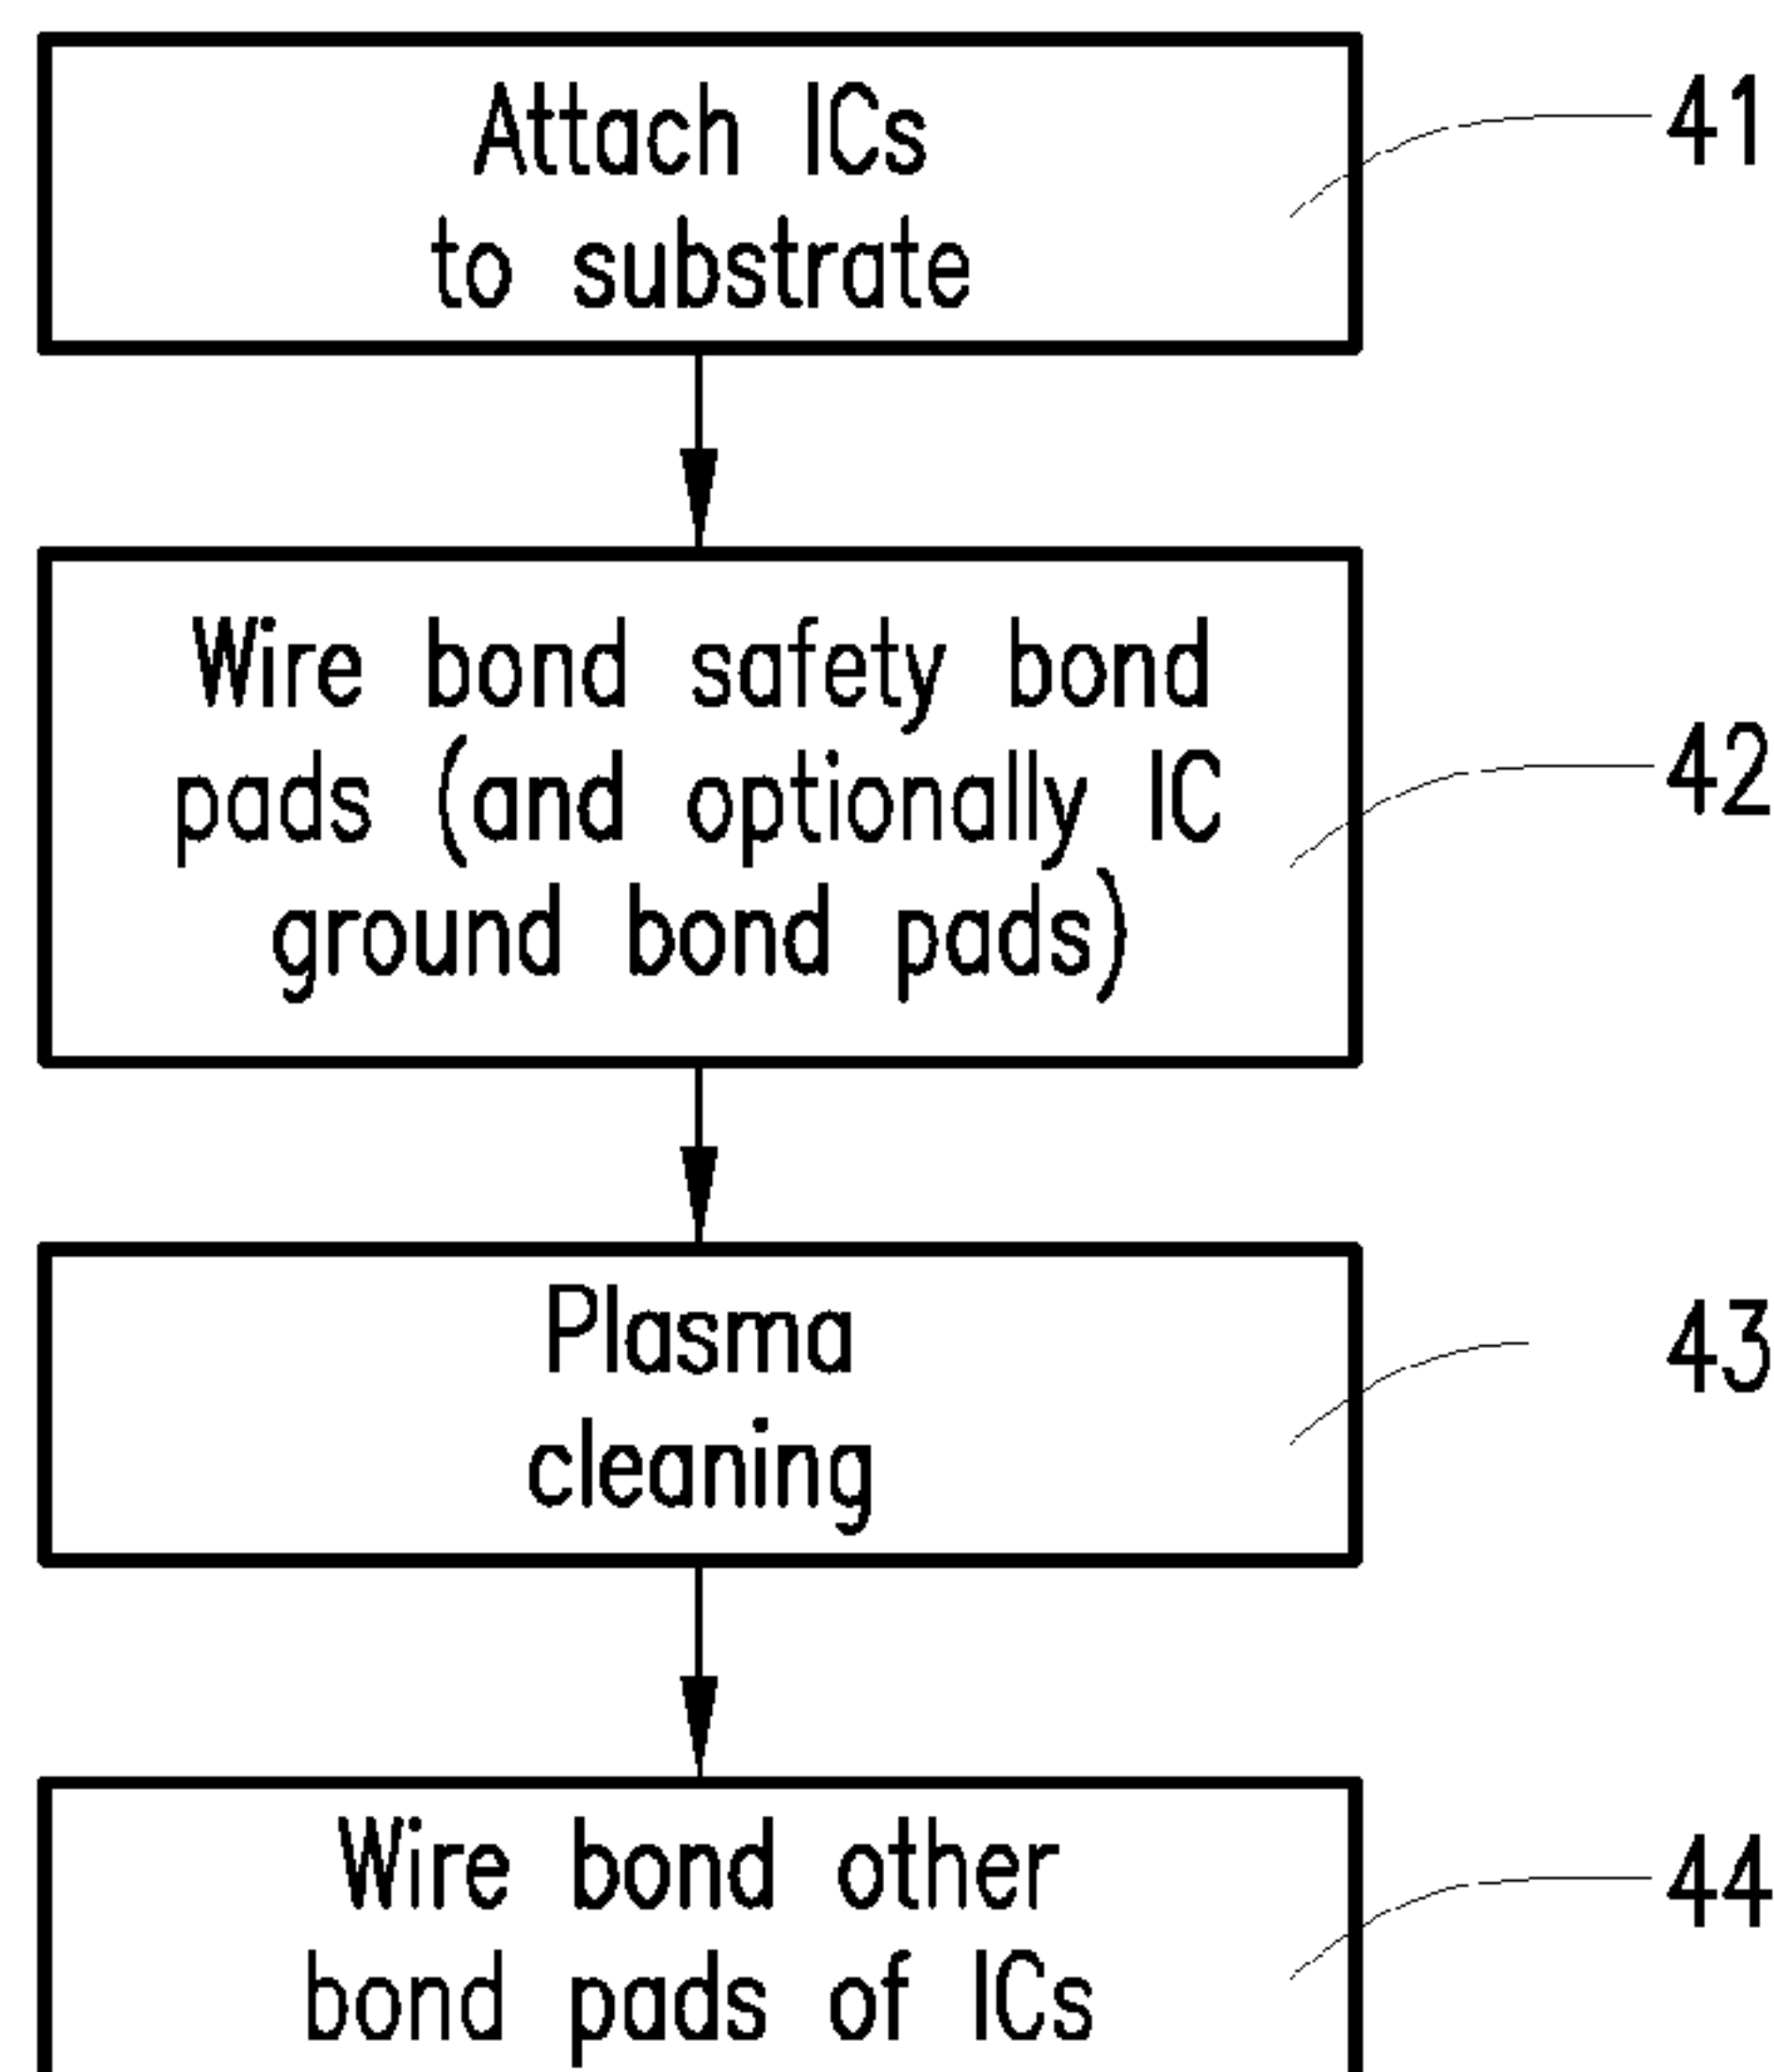 Attach ICs
to substrate
41
Wire bond safety bond
pads (and optionally IC
ground bond pads)
42
Plasma
cleaning
43
Wire bond other
bond pads of ICs
44